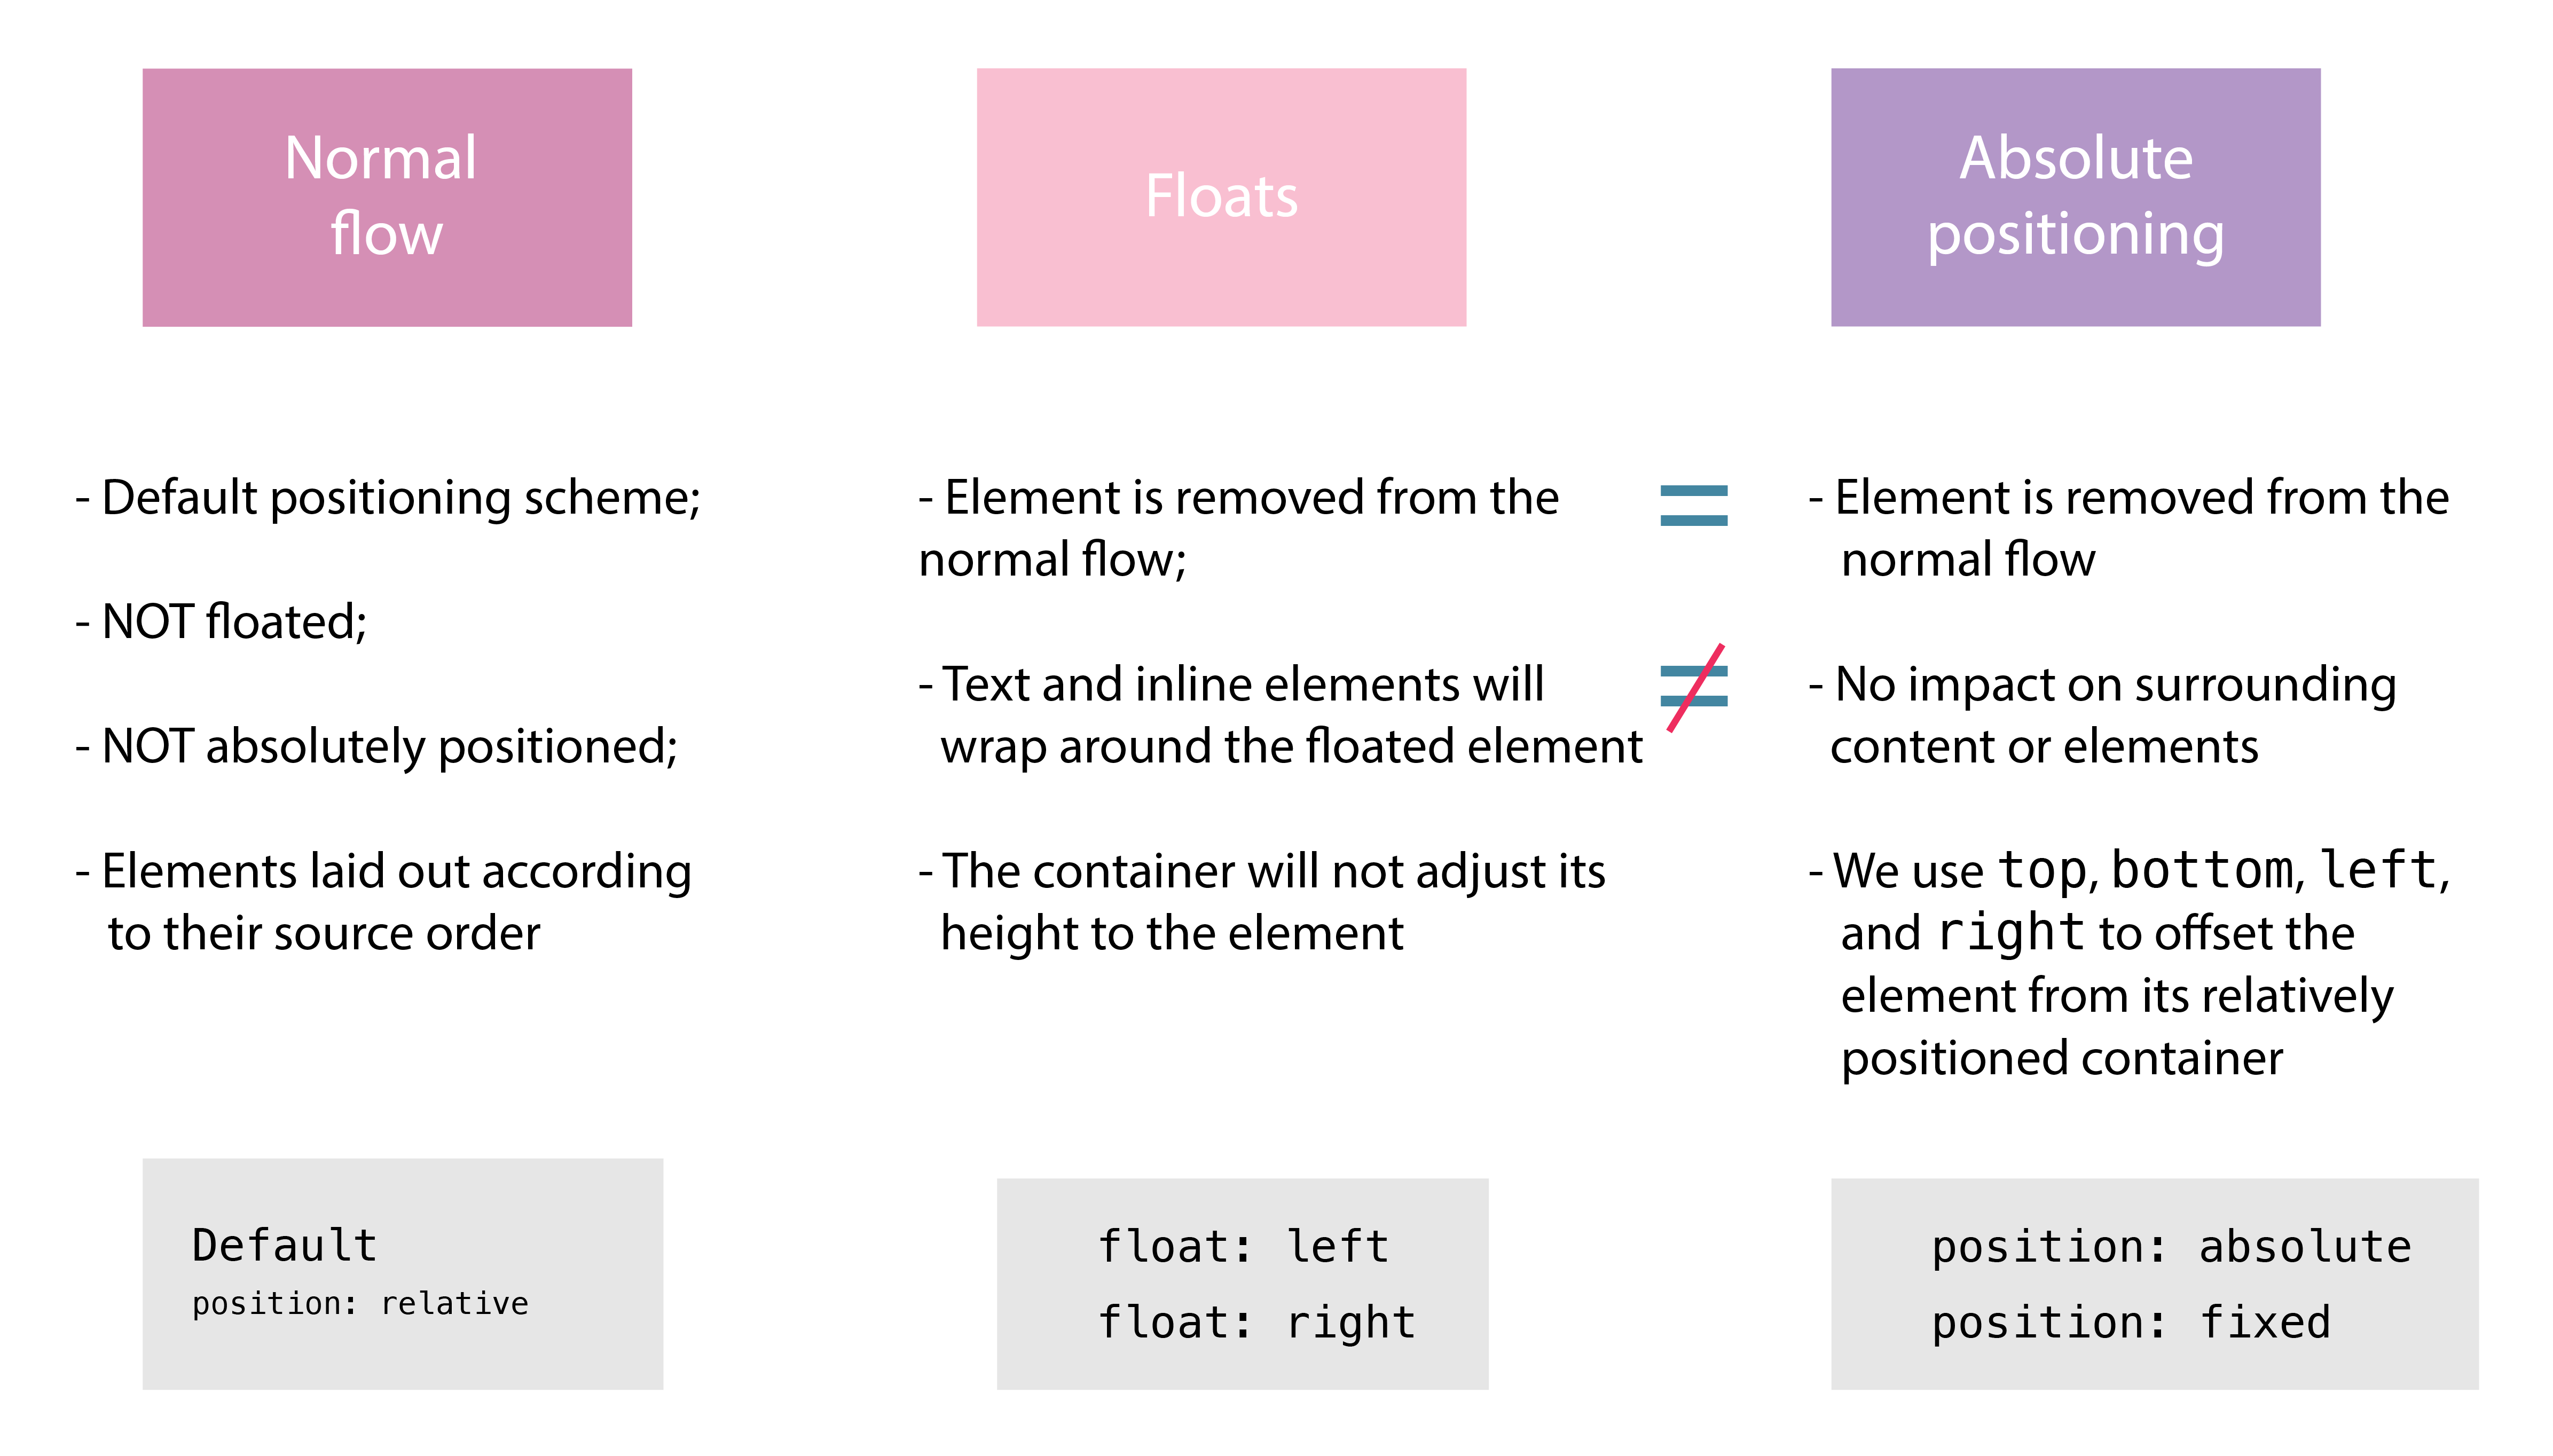 Normal
flow
Floats
Absolute
positioning
- Default positioning scheme;
- NOT floated;
- NOT absolutely positioned;
- Elements laid out according
to their source order
- Element is removed from the
normal flow;
- Text and inline elements will
wrap around the floated element
- The container will not adjust its
height to the element
=
≠
- Element is removed from the
normal flow
- No impact on surrounding
content or elements
- We use top, bottom, left,
and right to offset the
element from its relatively
positioned container
Default
position: relative
float: left
float: right
position: absolute
position: fixed